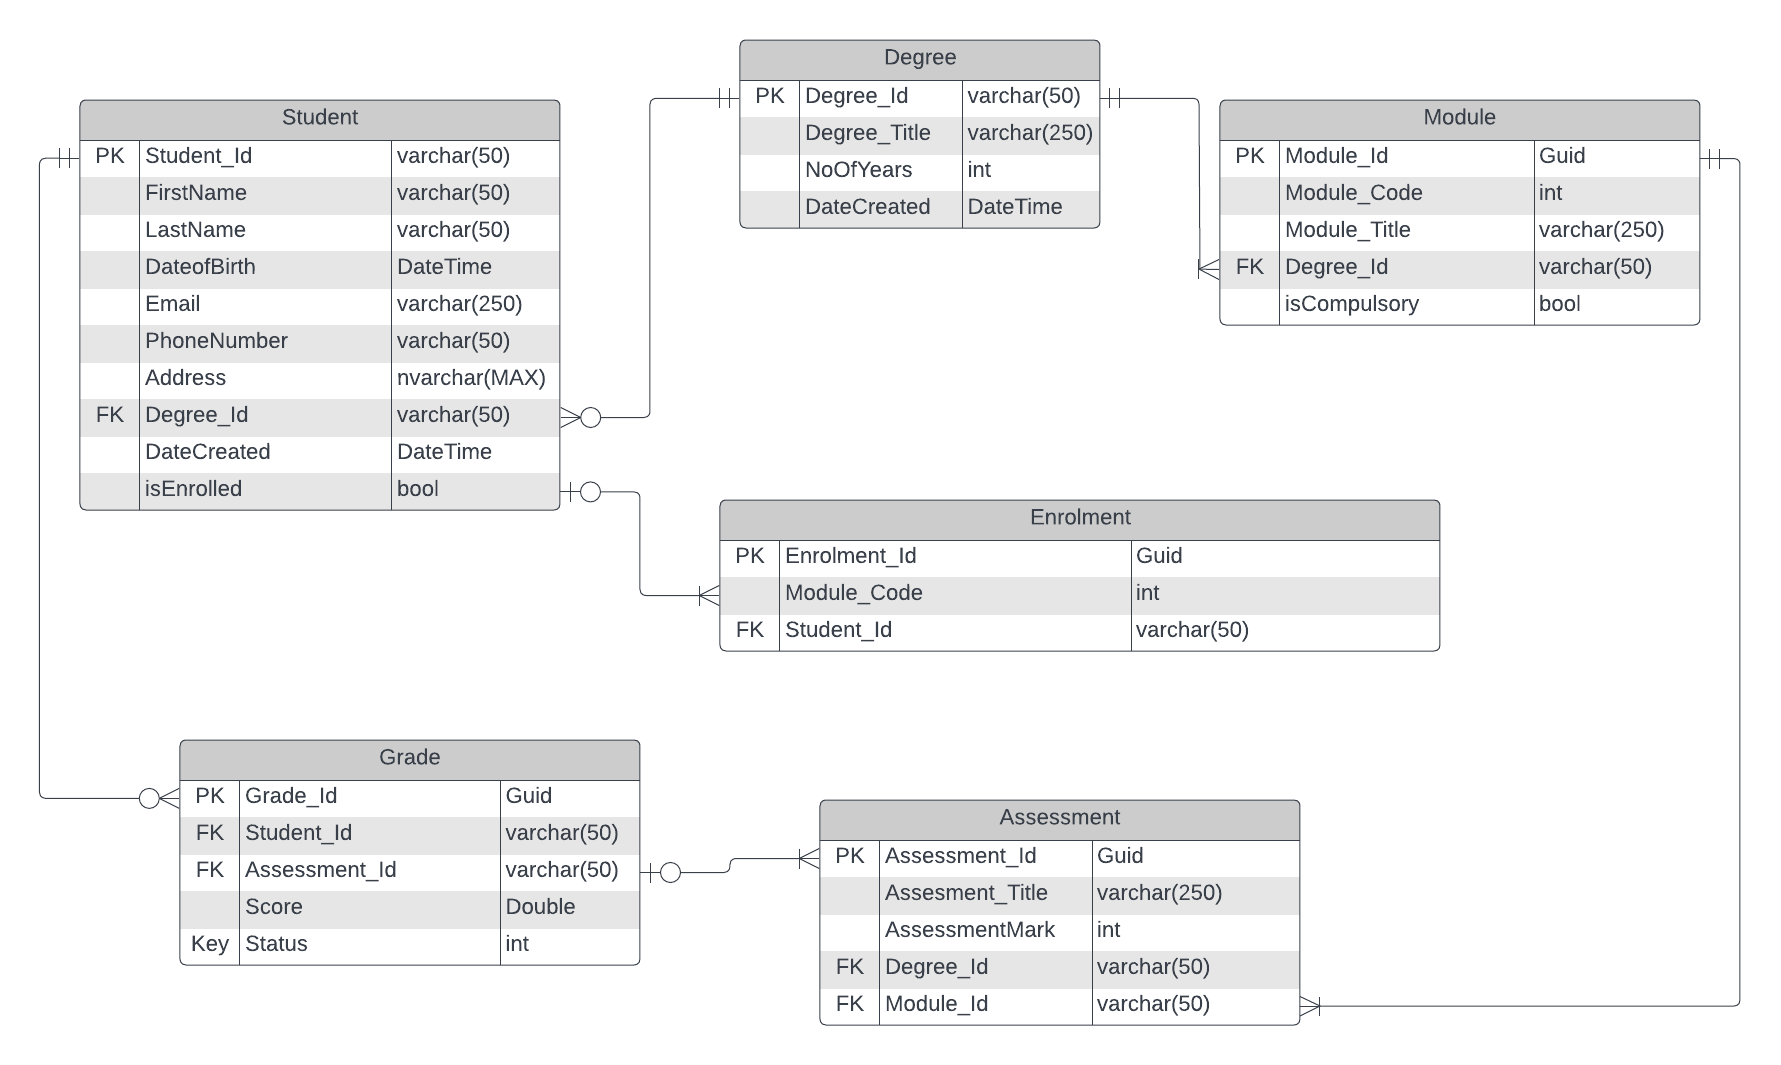 Student
PK Student_Id varchar(50)
FirstName varchar(50)
LastName varchar(50)
DateofBirth DateTime
Email varchar(250)
PhoneNumber varchar(50)
Address nvarchar(MAX)
FK Degree_Id varchar(50)
DateCreated DateTime
isEnrolled bool
Degree
PK Degree_Id varchar(50)
Degree_Title varchar(250)
NoOfYears int
DateCreated DateTime
Module
PK Module_Id Guid
Module_Code int
Module_Title varchar(250)
FK Degree_Id varchar(50)
isCompulsory bool
Enrolment
PK Enrolment_Id Guid
Module_Code int
FK Student_Id varchar(50)
Grade
PK Grade_Id Guid
FK Student_Id varchar(50)
FK Assessment_Id varchar(50)
Score Double
Key Status int
Assessment
PK Assessment_Id Guid
Assesment_Title varchar(250)
AssessmentMark int
FK Degree_Id varchar(50)
FK Module_Id varchar(50)